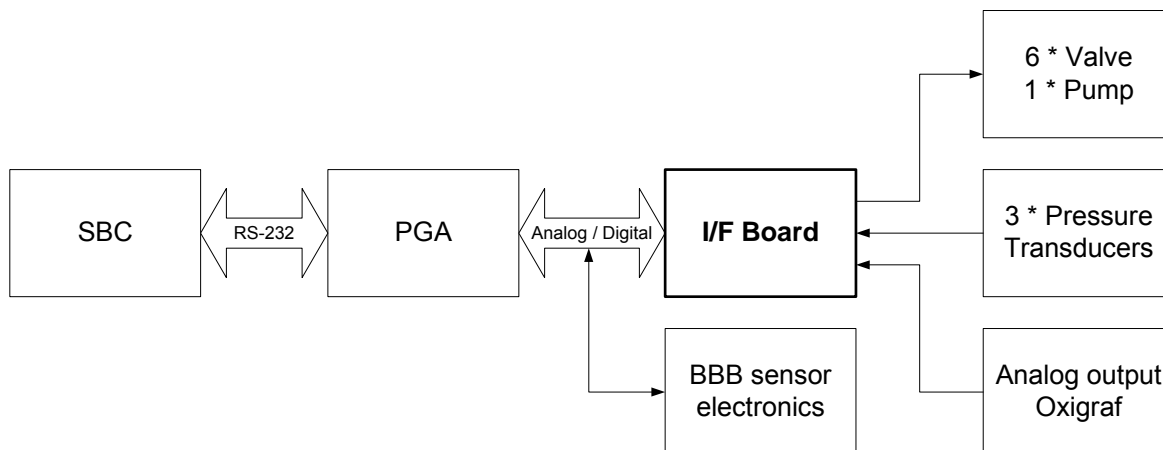 6 * Valve
1 * Pump
SBC
RS-232
PGA
Analog / Digital
I/F Board
3 * Pressure
Transducers
BBB sensor
electronics
Analog output
Oxigraf